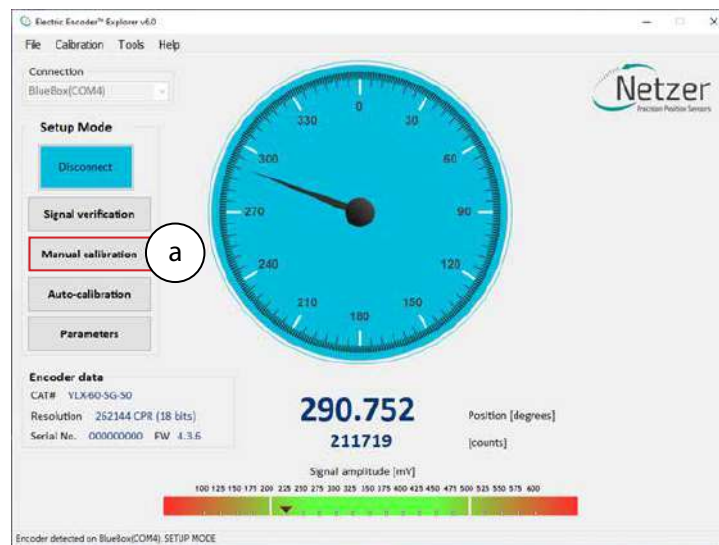 Electric Encoder™ Explorer v6.0
File Calibration Tools Help
Connection
BlueBox(COM4)
Netzer
Precision Position Sensors
Setup Mode
Disconnect
Signal verification
Manual calibration
a
Auto-calibration
Parameters
0
30
60
90
120
150
180
210
240
270
300
330
Encoder data
CAT# YLX-60-SG-S0
Resolution 262144 CPR (18 bits)
Serial No. 000000000 FW 4.3.6
290.752 Position [degrees]
211719 [counts]
Signal amplitude [mV]
100 125 150 175 200 225 250 275 300 325 350 375 400 425 450 475 500 525 550 575 600
Encoder detected on BlueBox(COM4). SETUP MODE